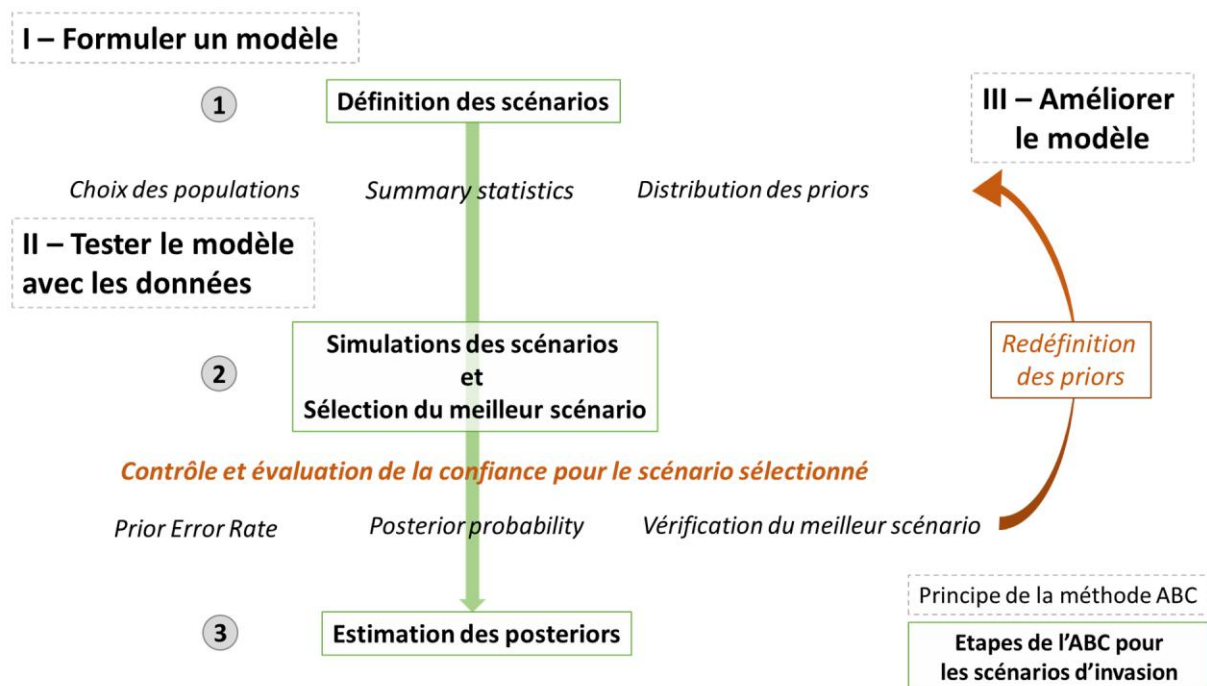 I – Formuler un modèle
1
Définition des scénarios
III – Améliorer
le modèle
Choix des populations
Summary statistics
Distribution des priors
II – Tester le modèle
avec les données
2
Simulations des scénarios
et
Sélection du meilleur scénario
Redéfinition
des priors
Contrôle et évaluation de la confiance pour le scénario sélectionné
Prior Error Rate
Posterior probability
Vérification du meilleur scénario
3
Estimation des posteriors
Principe de la méthode ABC
Etapes de l’ABC pour
les scénarios d’invasion